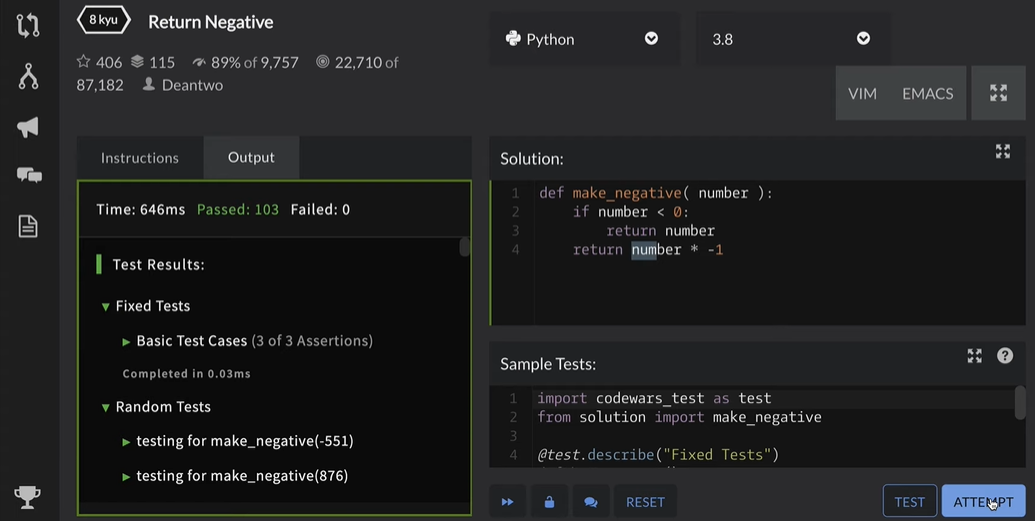 8 kyu
Return Negative
406 115 89% of 9,757 22,710 of
87,182 Deantwo
Python
3.8
VIM EMACS
Instructions Output
Time: 646ms Passed: 103 Failed: 0
Test Results:
Fixed Tests
Basic Test Cases (3 of 3 Assertions)
Completed in 0.03ms
Random Tests
testing for make_negative(-551)
testing for make_negative(876)
Solution:
1 def make_negative( number ):
2 if number < 0:
3 return number
4 return number * -1
Sample Tests:
?
1 import codewars_test as test
2 from solution import make_negative
3
4 @test.describe("Fixed Tests")
RESET
TEST
ATTEMPT